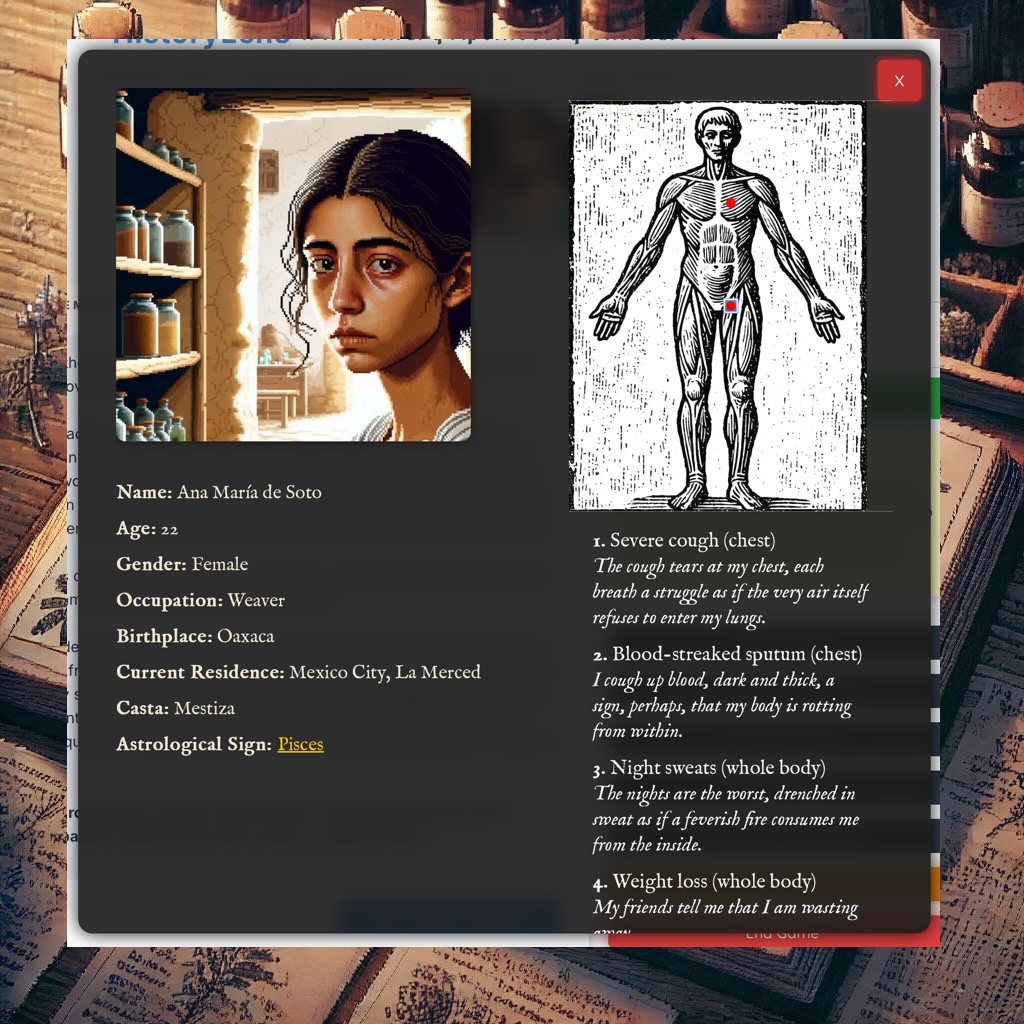 X
Name: Ana María de Soto
Age: 22
Gender: Female
Occupation: Weaver
Birthplace: Oaxaca
Current Residence: Mexico City, La Merced
Casta: Mestiza
Astrological Sign: Pisces
1. Severe cough (chest)
The cough tears at my chest, each
breath a struggle as if the very air itself
refuses to enter my lungs.
2. Blood-streaked sputum (chest)
I cough up blood, dark and thick, a
sign, perhaps, that my body is rotting
from within.
3. Night sweats (whole body)
The nights are the worst, drenched in
sweat as if a feverish fire consumes me
from the inside.
4. Weight loss (whole body)
My friends tell me that I am wasting
away
End Game